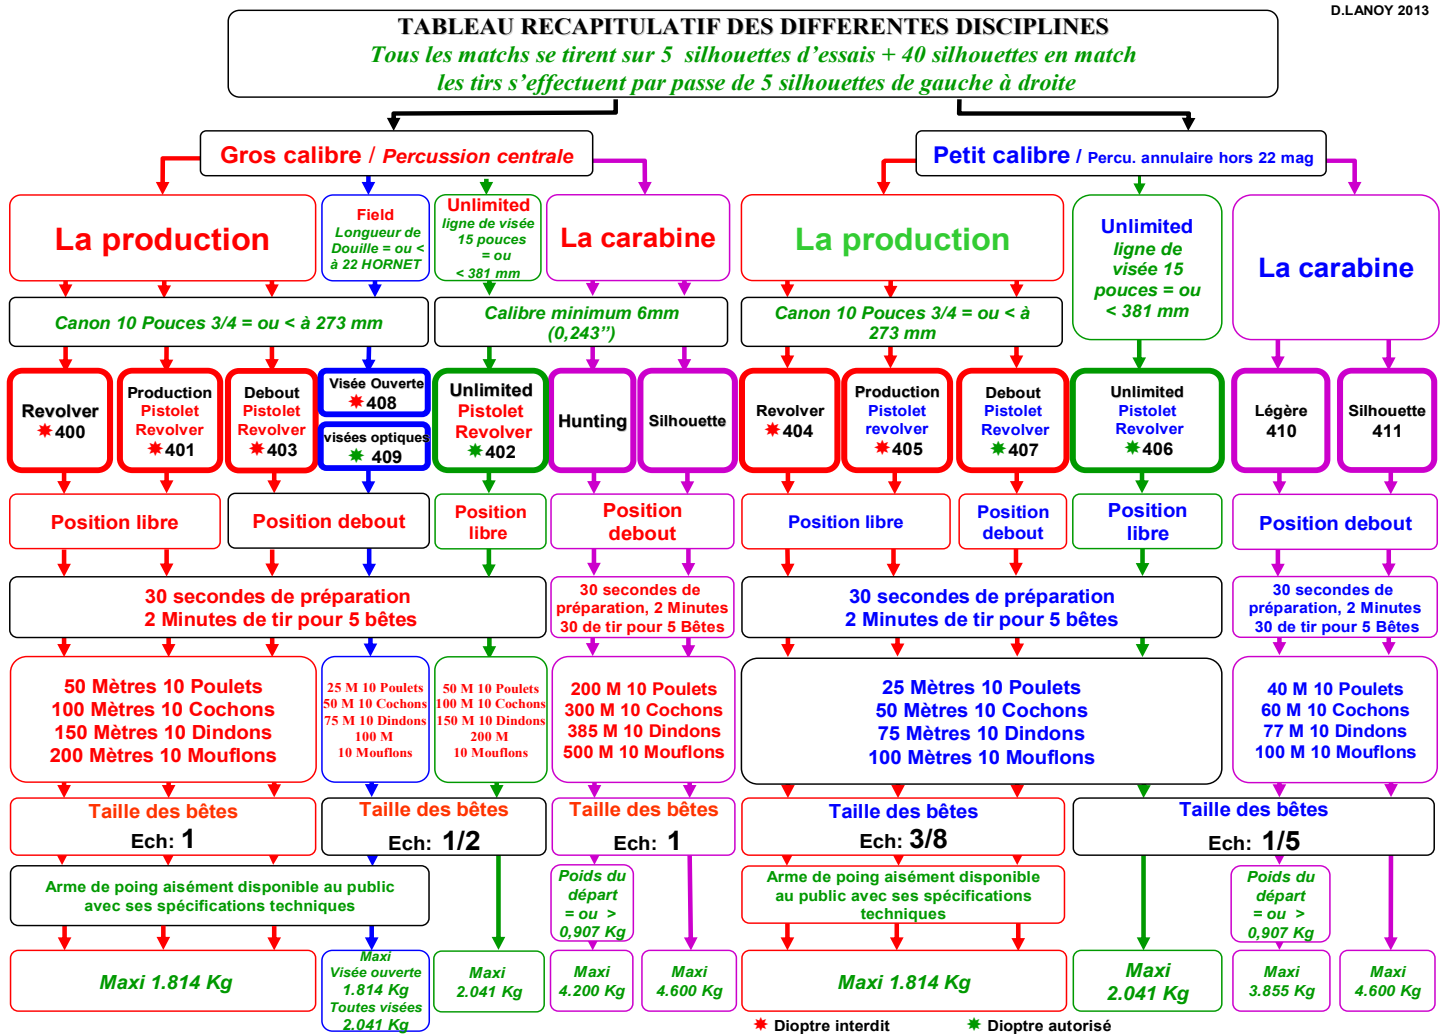 D.LANOY 2013
TABLEAU RECAPITULATIF DES DIFFERENTES DISCIPLINES
Tous les matchs se tirent sur 5 silhouettes d’essais + 40 silhouettes en match
les tirs s’effectuent par passe de 5 silhouettes de gauche à droite
Gros calibre / Percussion centrale
Petit calibre / Percu. annulaire hors 22 mag
La production
Field
Longueur de
Douille = ou <
à 22 HORNET
Unlimited
ligne de visée
15 pouces
= ou
< 381 mm
La carabine
La production
Unlimited
ligne de
visée 15
pouces = ou
< 381 mm
La carabine
Canon 10 Pouces 3/4 = ou < à 273 mm
Calibre minimum 6mm
(0,243”)
Canon 10 Pouces 3/4 = ou < à
273 mm
Revolver
400
Production
Pistolet
Revolver
401
Debout
Pistolet
Revolver
403
Visée Ouverte
408
visées optiques
409
Unlimited
Pistolet
Revolver
402
Hunting
Silhouette
Revolver
404
Production
Pistolet
revolver
405
Debout
Pistolet
Revolver
407
Unlimited
Pistolet
Revolver
406
Légère
410
Silhouette
411
Position libre
Position debout
Position
libre
Position
debout
Position libre
Position
debout
Position
libre
Position debout
30 secondes de préparation
2 Minutes de tir pour 5 bêtes
30 secondes de
préparation, 2 Minutes
30 de tir pour 5 Bêtes
30 secondes de préparation
2 Minutes de tir pour 5 bêtes
30 secondes de
préparation, 2 Minutes
30 de tir pour 5 Bêtes
50 Mètres 10 Poulets
100 Mètres 10 Cochons
150 Mètres 10 Dindons
200 Mètres 10 Mouflons
25 M 10 Poulets
50 M 10 Cochons
75 M 10 Dindons
100 M
10 Mouflons
50 M 10 Poulets
100 M 10 Cochons
150 M 10 Dindons
200 M
10 Mouflons
200 M 10 Poulets
300 M 10 Cochons
385 M 10 Dindons
500 M 10 Mouflons
25 Mètres 10 Poulets
50 Mètres 10 Cochons
75 Mètres 10 Dindons
100 Mètres 10 Mouflons
40 M 10 Poulets
60 M 10 Cochons
77 M 10 Dindons
100 M 10 Mouflons
Taille des bêtes
Ech: 1
Taille des bêtes
Ech: 1/2
Taille des bêtes
Ech: 1
Taille des bêtes
Ech: 3/8
Taille des bêtes
Ech: 1/5
Arme de poing aisément disponible au public
avec ses spécifications techniques
Poids du
départ
= ou >
0,907 Kg
Arme de poing aisément disponible
au public avec ses spécifications
techniques
Poids du
départ
= ou >
0,907 Kg
Maxi 1.814 Kg
Maxi
Visée ouverte
1.814 Kg
Toutes visées
2.041 Kg
Maxi
2.041 Kg
Maxi
4.200 Kg
Maxi
4.600 Kg
Maxi 1.814 Kg
Maxi
2.041 Kg
Maxi
3.855 Kg
Maxi
4.600 Kg
Dioptre interdit
Dioptre autorisé